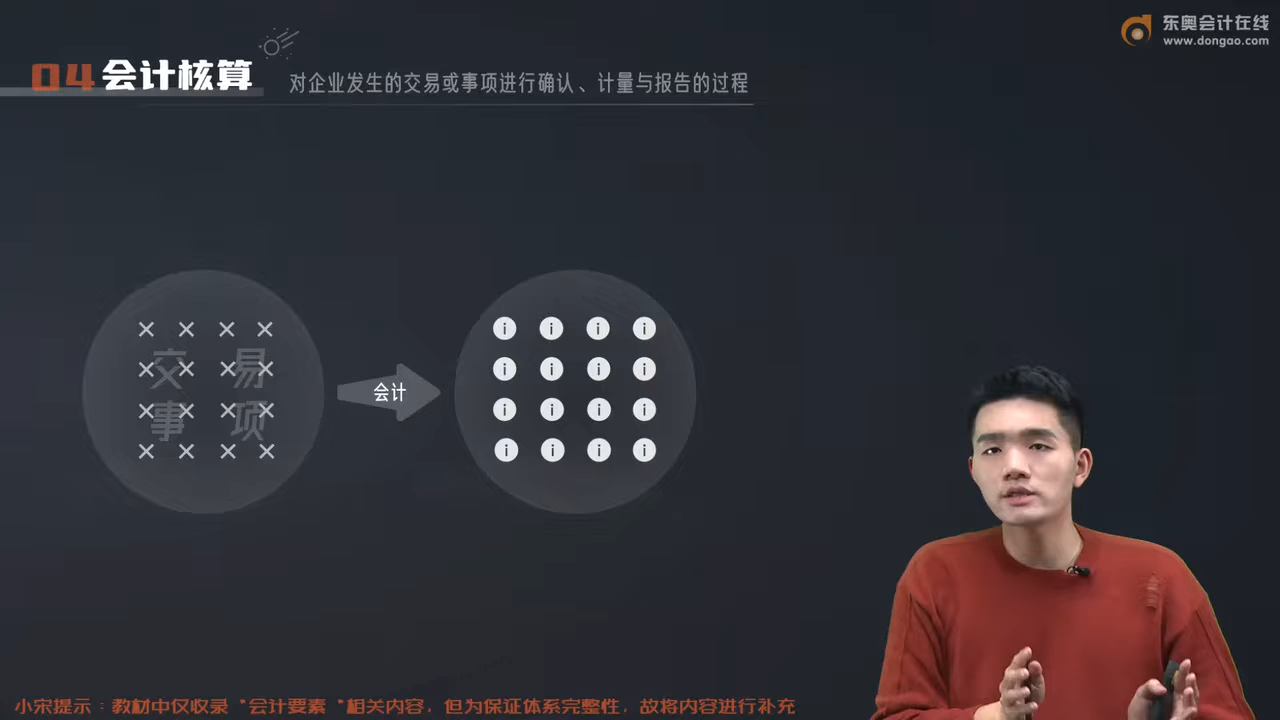 东奥会计在线
www.dongao.com
04 会计核算
对企业发生的交易或事项进行确认、计量与报告的过程
交易
事项
会计
i i i i
i i i i
i i i i
i i i i
小宋提示：教材中仅收录“会计要素“相关内容，但为保证体系完整性，故将内容进行补充